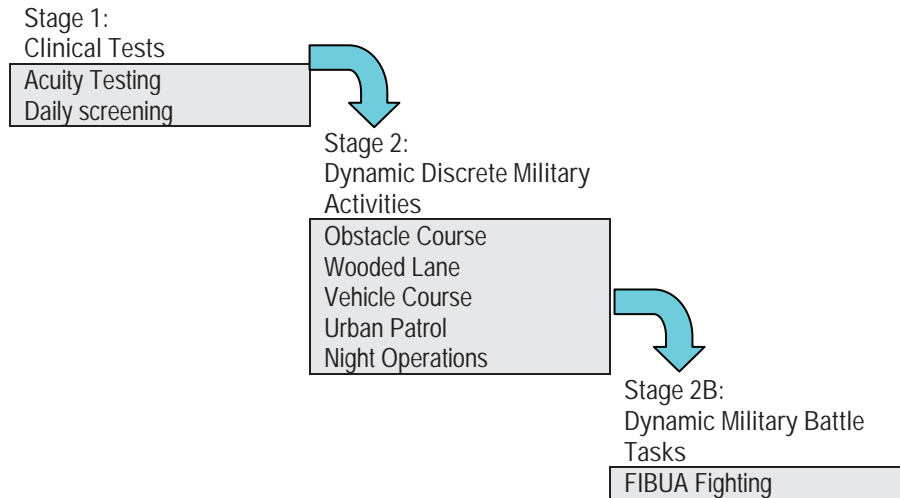 Stage 1:
Clinical Tests
Acuity Testing
Daily screening
Stage 2:
Dynamic Discrete Military
Activities
Obstacle Course
Wooded Lane
Vehicle Course
Urban Patrol
Night Operations
Stage 2B:
Dynamic Military Battle
Tasks
FIBUA Fighting